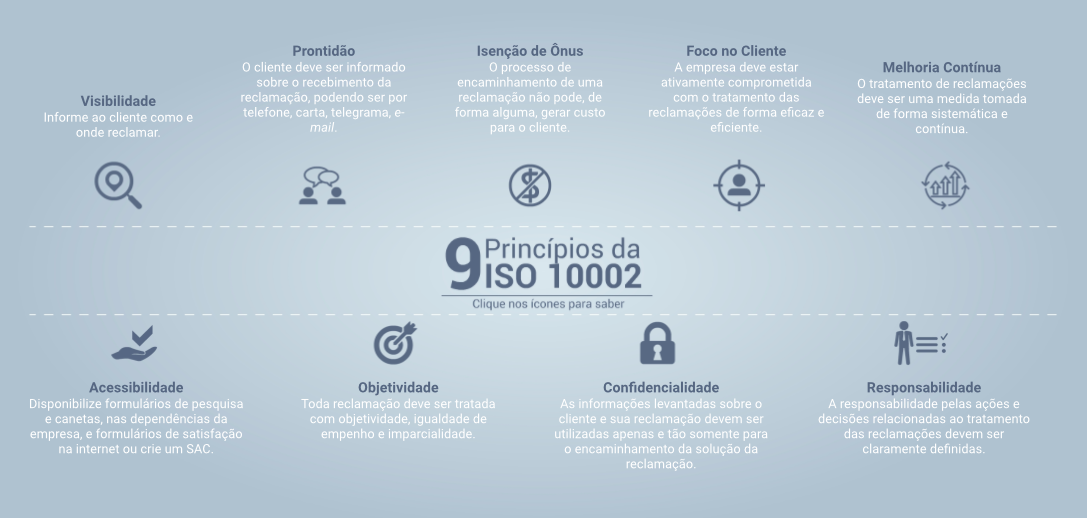 Visibilidade
Informe ao cliente como e
onde reclamar.
Prontidão
O cliente deve ser informado
sobre o recebimento da
reclamação, podendo ser por
telefone, carta, telegrama, e-
mail.
Isenção de Ônus
O processo de
encaminhamento de uma
reclamação não pode, de
forma alguma, gerar custo
para o cliente.
Foco no Cliente
A empresa deve estar
ativamente comprometida
com o tratamento das
reclamações de forma eficaz e
eficiente.
Melhoria Contínua
O tratamento de reclamações
deve ser uma medida tomada
de forma sistemática e
contínua.
9 Princípios da
ISO 10002
Clique nos ícones para saber
Acessibilidade
Disponibilize formulários de pesquisa
e canetas, nas dependências da
empresa, e formulários de satisfação
na internet ou crie um SAC.
Objetividade
Toda reclamação deve ser tratada
com objetividade, igualdade de
empenho e imparcialidade.
Confidencialidade
As informações levantadas sobre o
cliente e sua reclamação devem ser
utilizadas apenas e tão somente para
o encaminhamento da solução da
reclamação.
Responsabilidade
A responsabilidade pelas ações e
decisões relacionadas ao tratamento
das reclamações devem ser
claramente definidas.